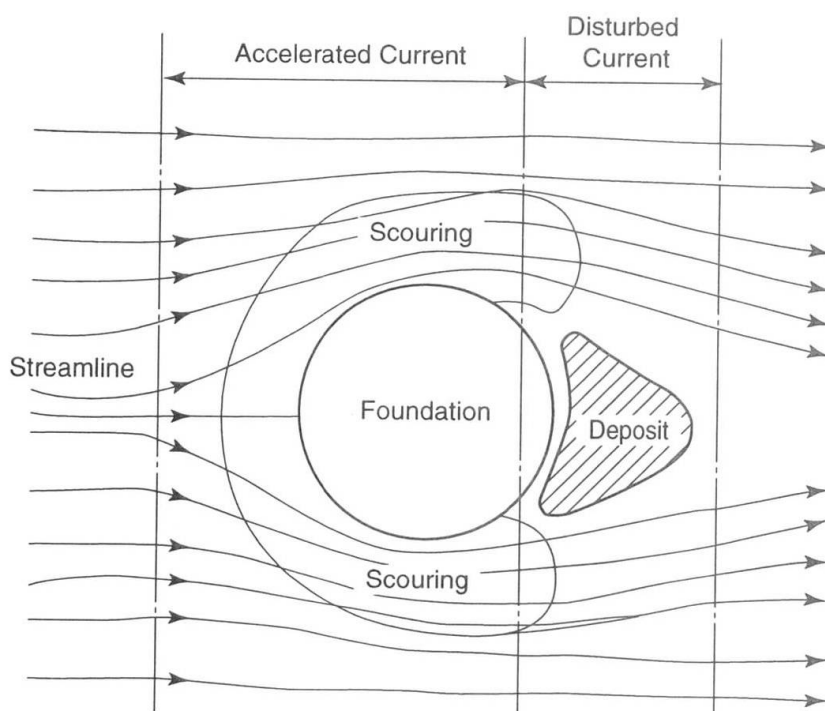 Accelerated Current
Disturbed
Current
Scouring
Streamline
Foundation
Deposit
Scouring